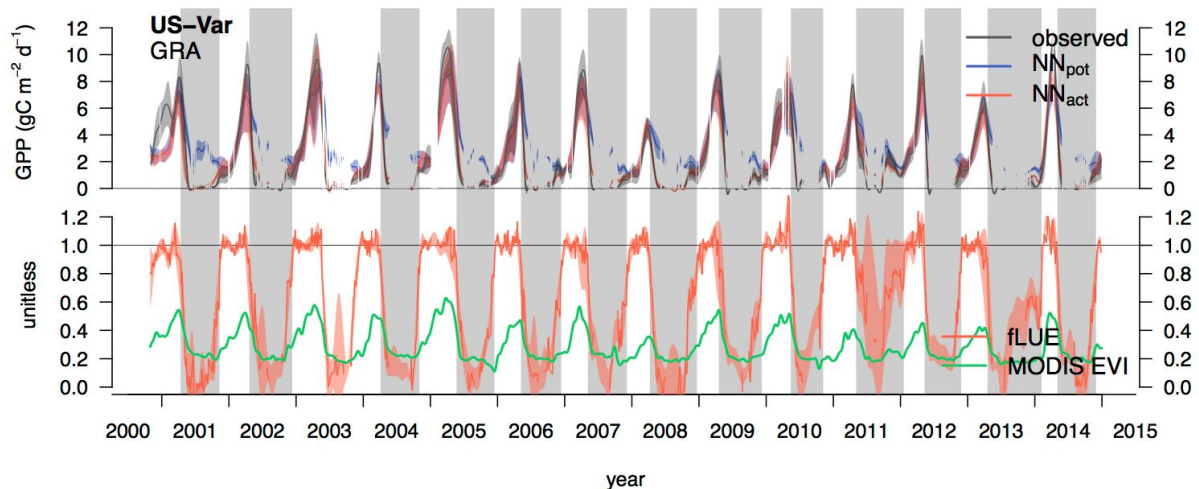 US−Var
GRA
observed
NNpot
NNact
GPP (gC m−2 d−1)
12 10 8 6 4 2 0
12 10 8 6 4 2 0
unitless
1.2 1.0 0.8 0.6 0.4 0.2 0.0
1.2 1.0 0.8 0.6 0.4 0.2 0.0
fLUE
MODIS EVI
2000 2001 2002 2003 2004 2005 2006 2007 2008 2009 2010 2011 2012 2013 2014 2015
year